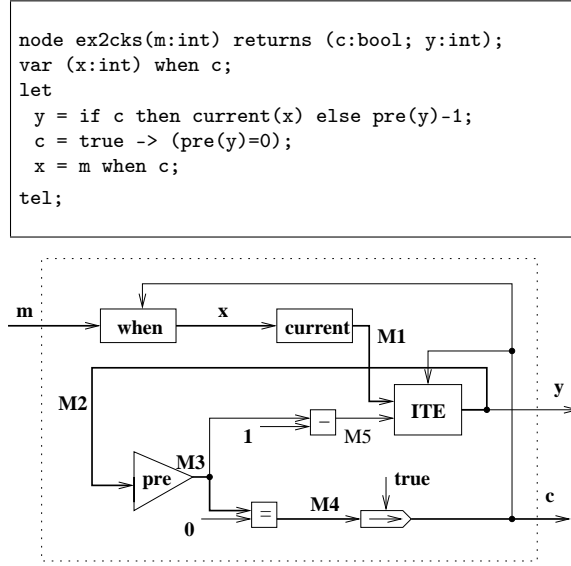 node ex2cks(m:int) returns (c:bool; y:int);
var (x:int) when c;
let
y = if c then current(x) else pre(y)-1;
c = true -> (pre(y)=0);
x = m when c;
tel;
m
when
x
current
M1
M2
ITE
y
1
−
M5
pre
M3
M4
true
c
0
=